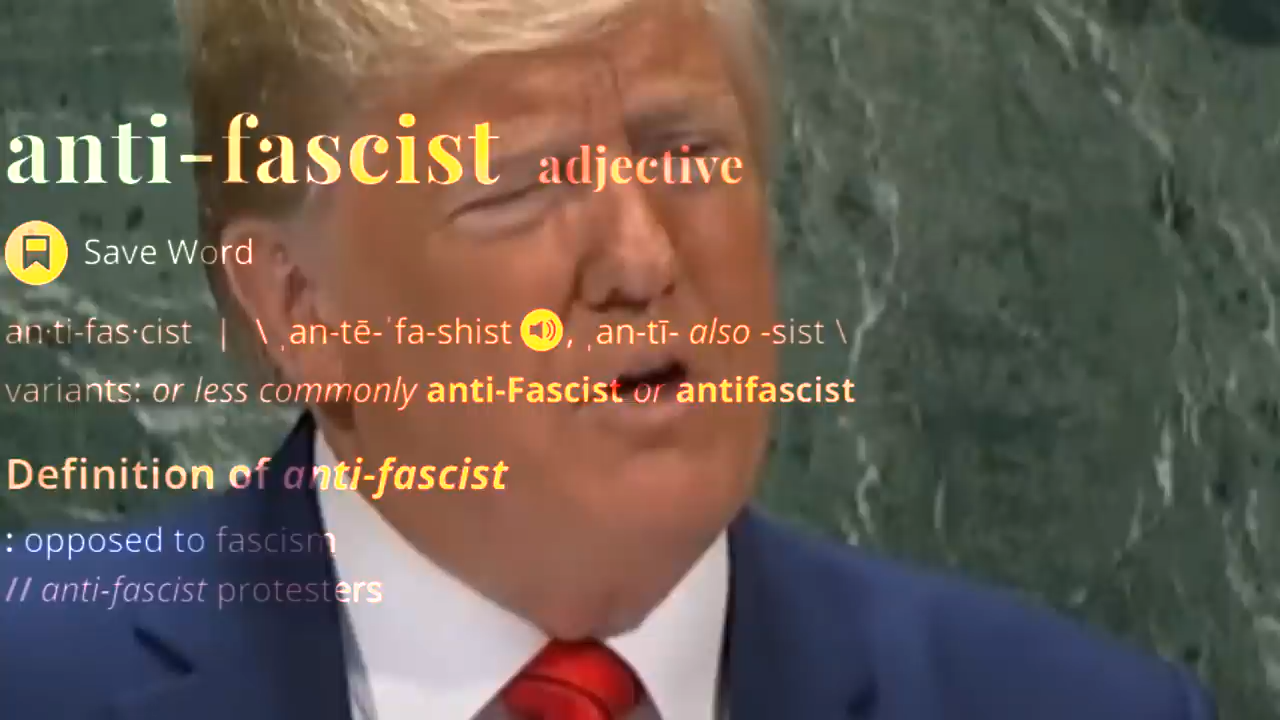 anti-fascist adjective
Save Word
an·ti-fas·cist | \ ˌan-tē-ˈfa-shist , ˌan-tī- also -sist \
variants: or less commonly anti-Fascist or antifascist
Definition of anti-fascist
: opposed to fascism
// anti-fascist protesters